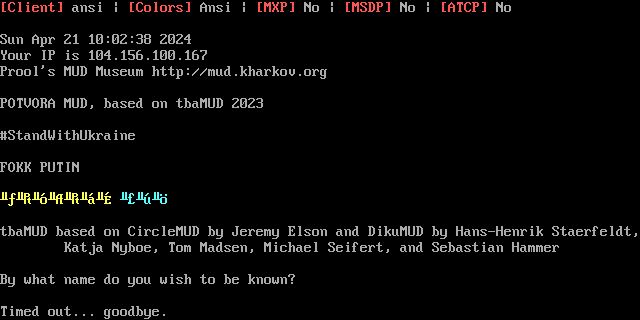 [Client] ansi | [Colors] Ansi | [MXP] No | [MSDP] No | [ATCP] No
Sun Apr 21 10:02:38 2024
Your IP is 104.156.100.167
Prool's MUD Museum http://mud.kharkov.org
POTVORA MUD, based on tbaMUD 2023
#StandWithUkraine
FOKK PUTIN
tbaMUD based on CircleMUD by Jeremy Elson and DikuMUD by Hans-Henrik Staerfeldt,
Katja Nyboe, Tom Madsen, Michael Seifert, and Sebastian Hammer
By what name do you wish to be known?
Timed out... goodbye.